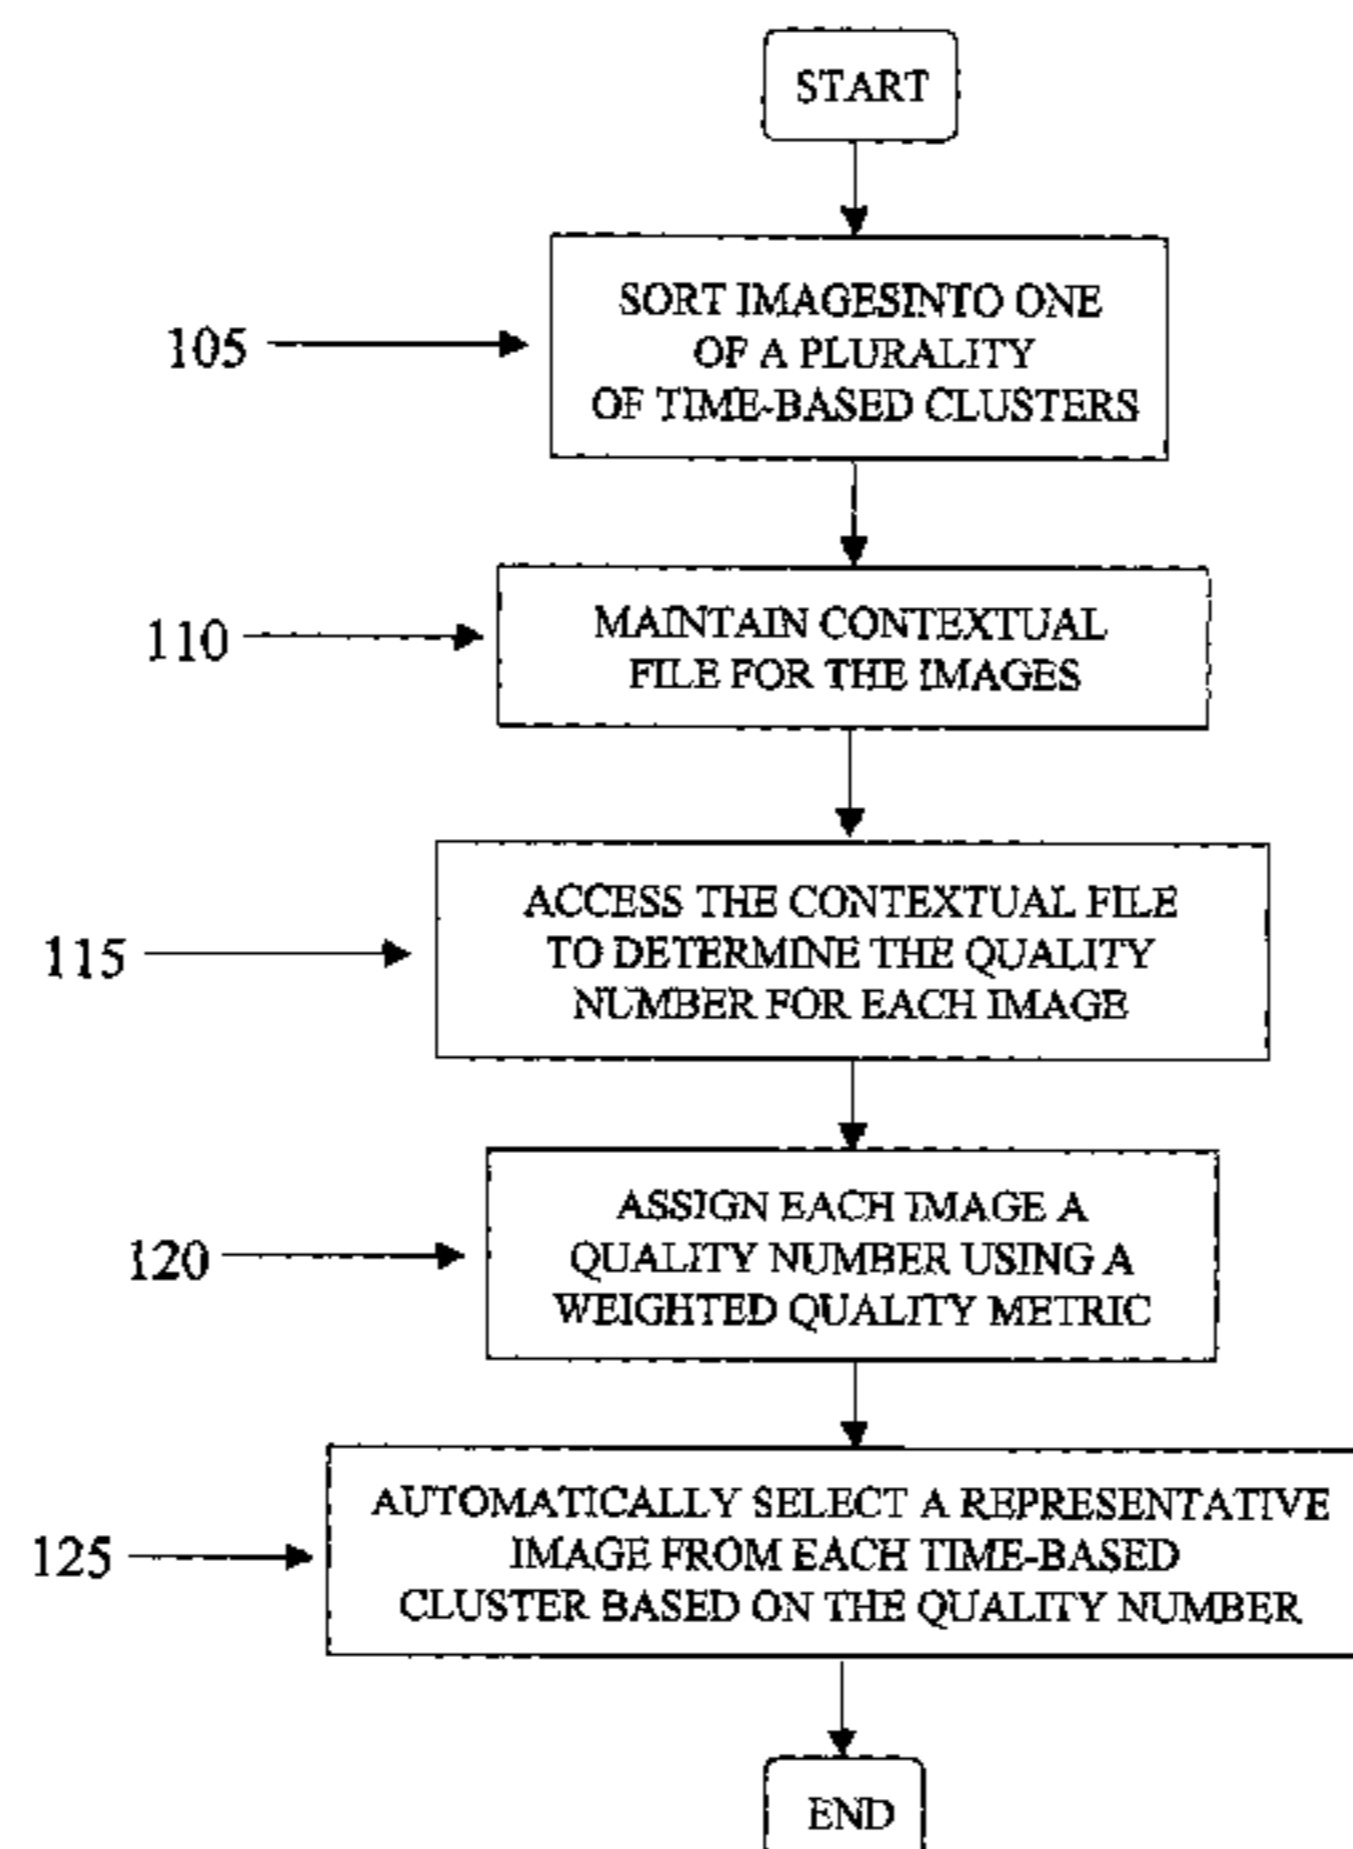 START
105
SORT IMAGESINTO ONE
OF A PLURALITY
OF TIME-BASED CLUSTERS
110
MAINTAIN CONTEXTUAL
FILE FOR THE IMAGES
115
ACCESS THE CONTEXTUAL FILE
TO DETERMINE THE QUALITY
NUMBER FOR EACH IMAGE
120
ASSIGN EACH IMAGE A
QUALITY NUMBER USING A
WEIGHTED QUALITY METRIC
125
AUTOMATICALLY SELECT A REPRESENTATIVE
IMAGE FROM EACH TIME-BASED
CLUSTER BASED ON THE QUALITY NUMBER
END